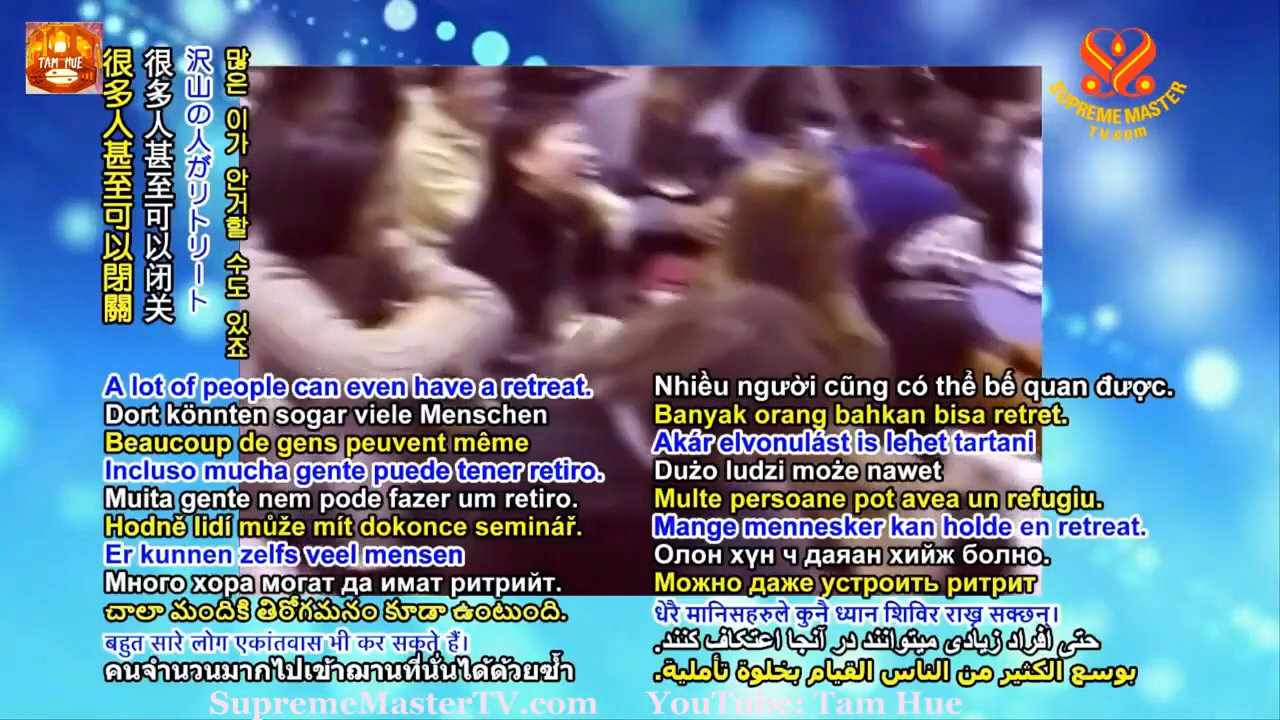 TAM HUE
很多人甚至可以閉關
很多人甚至可以闭关
沢山の人がリトリート
많은 이가 안거할 수도 있죠
SUPREME MASTER
TV.com
A lot of people can even have a retreat.
Dort könnten sogar viele Menschen
Beaucoup de gens peuvent même
Incluso mucha gente puede tener retiro.
Muita gente nem pode fazer um retiro.
Hodně lidí může mít dokonce seminář.
Er kunnen zelfs veel mensen
Много хора могат да имат ритрийт.
చాలా మందికి తిరోగమనం కూడా ఉంటుంది.
बहुत सारे लोग एकांतवास भी कर सकते हैं।
คนจำนวนมากไปเข้าฌานที่นั่นได้ด้วยซ้ำ
Nhiều người cũng có thể bế quan được.
Banyak orang bahkan bisa retret.
Akár elvonulást is lehet tartani
Dużo ludzi może nawet
Multe persoane pot avea un refugiu.
Mange mennesker kan holde en retreat.
Олон хүн ч даяан хийж болно.
Можно даже устроить ритрит
धेरै मानिसहरुले कुनै ध्यान शिविर राख्न सक्छन्।
حتی افراد زیادی میتوانند در آنجا اعتکاف کنند.
بوسع الكثير من الناس القيام بخلوة تأملية.
SupremeMasterTV.com
YouTube: Tam Hue